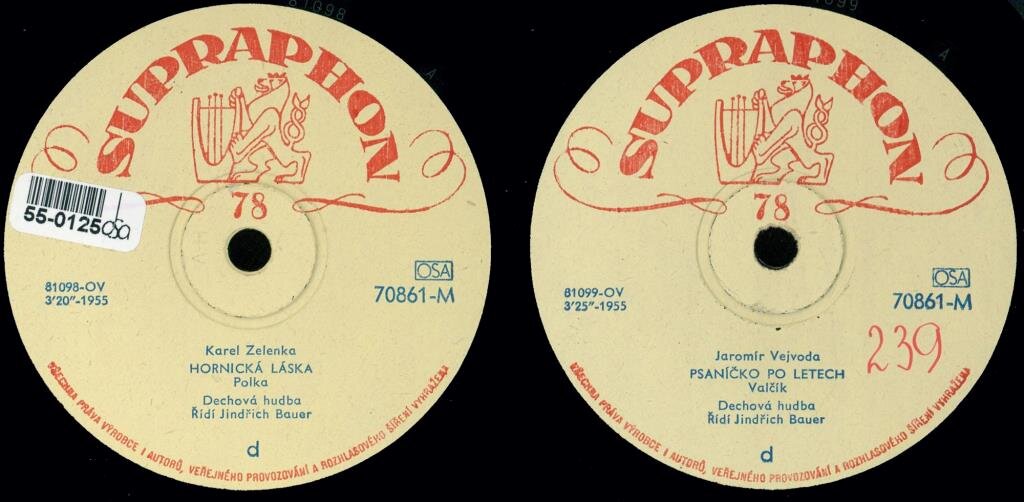 81098
A
SUPRAPHON
78
55-0125
OSA
81098-OV
3'20"-1955
70861-M
Karel Zelenka
HORNICKÁ LÁSKA
Polka
Dechová hudba
Řídí Jindřich Bauer
d
VŠECHNA PRÁVA VÝROBCE I AUTORŮ, VEŘEJNÉHO PROVOZOVÁNÍ A ROZHLASOVÉHO ŠÍŘENÍ VYHRAŽENA
A
SUPRAPHON
78
OSA
81099-OV
3'25"-1955
70861-M
239
Jaromír Vejvoda
PSANÍČKO PO LETECH
Valčík
Dechová hudba
Řídí Jindřich Bauer
d
VŠECHNA PRÁVA VÝROBCE I AUTORŮ, VEŘEJNÉHO PROVOZOVÁNÍ A ROZHLASOVÉHO ŠÍŘENÍ VYHRAŽENA